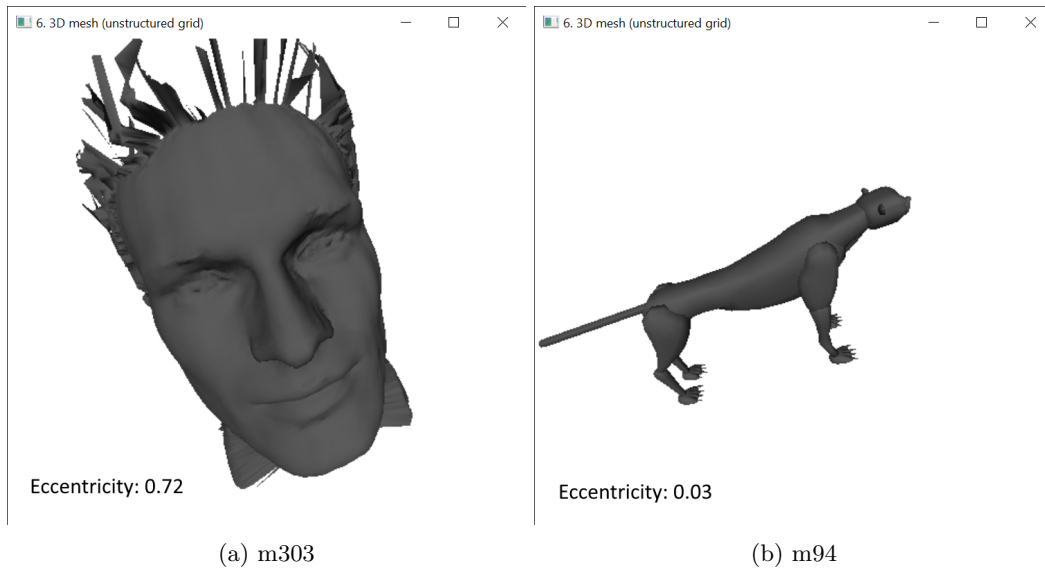 6. 3D mesh (unstructured grid)
6. 3D mesh (unstructured grid)
Eccentricity: 0.72
Eccentricity: 0.03
(a) m303
(b) m94